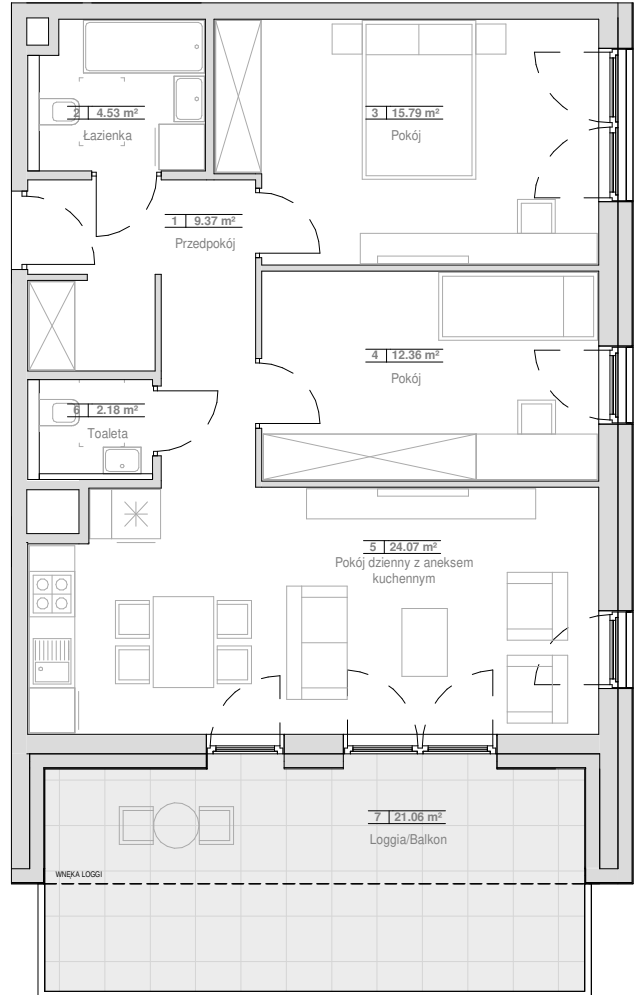 2 4.53 m²
Łazienka
3 15.79 m²
Pokój
1 9.37 m²
Przedpokój
4 12.36 m²
Pokój
6 2.18 m²
Toaleta
5 24.07 m²
Pokój dzienny z aneksem
kuchennym
7 21.06 m²
Loggia/Balkon
WNĘKA LOGGI